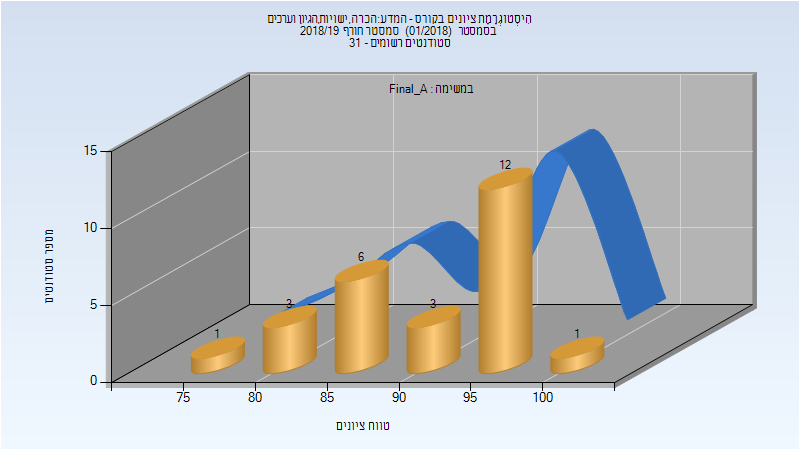 היסטוגרמת ציונים בקורס - המדע:הכרה,ישויות,הגיון וערכים
בסמסטר (01/2018) סמסטר חורף 2018/19
סטודנטים רשומים - 31
במשימה : Final_A
15
10
5
0
מספר סטודנטים
1
3
6
3
12
1
75
80
85
90
95
100
טווח ציונים